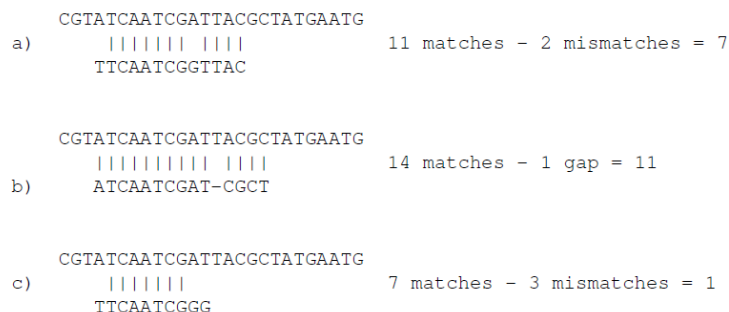 CGTATCAATCGATTACGCTATGAATG
a) ||||||| |||| 11 matches - 2 mismatches = 7
TTCAATCGGTTAC
CGTATCAATCGATTACGCTATGAATG
|||||||||| |||| 14 matches - 1 gap = 11
b) ATCAATCGAT-CGCT
CGTATCAATCGATTACGCTATGAATG
c) ||||||| 7 matches - 3 mismatches = 1
TTCAATCGGG